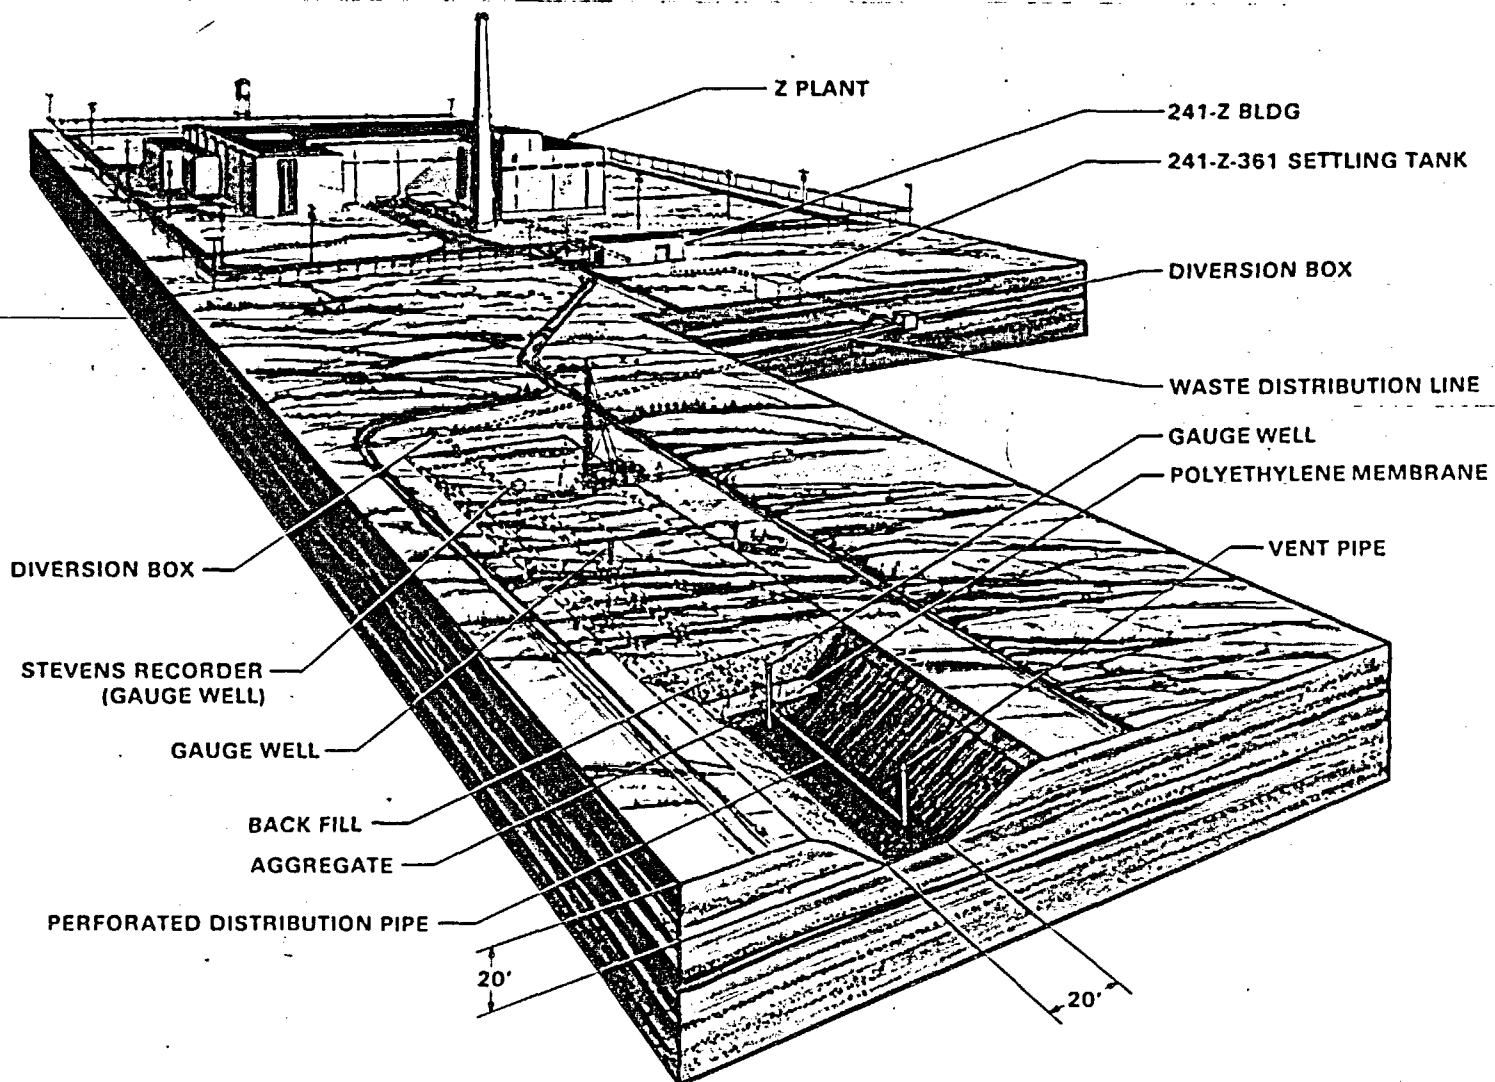 Z PLANT
241-Z BLDG
241-Z-361 SETTLING TANK
DIVERSION BOX
WASTE DISTRIBUTION LINE
GAUGE WELL
POLYETHYLENE MEMBRANE
VENT PIPE
DIVERSION BOX
STEVENS RECORDER
(GAUGE WELL)
GAUGE WELL
BACK FILL
AGGREGATE
PERFORATED DISTRIBUTION PIPE
20'
20'